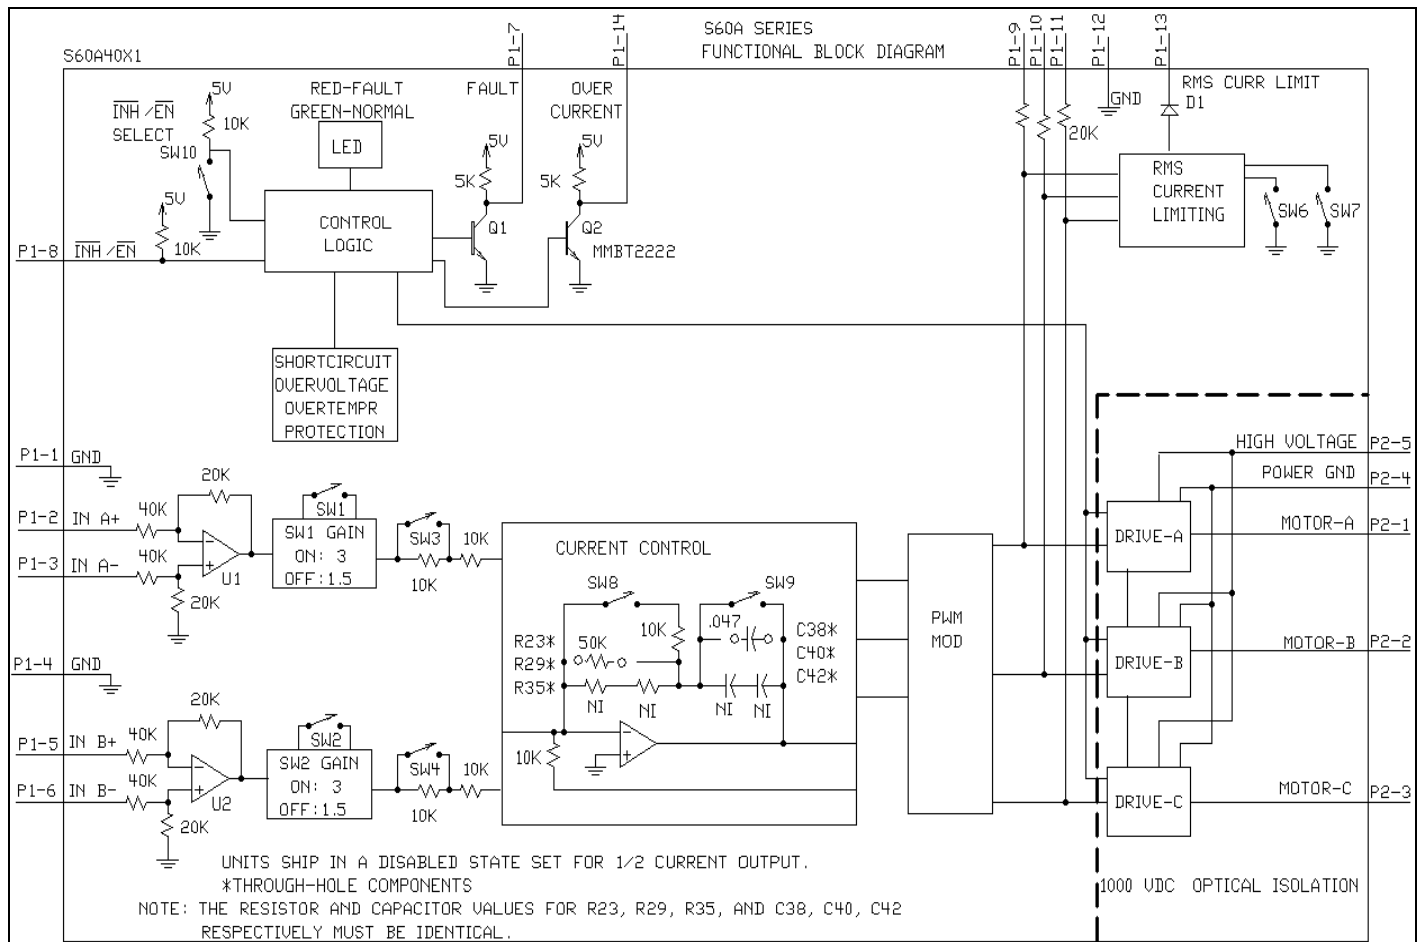 S60A SERIES
FUNCTIONAL BLOCK DIAGRAM
S60A40X1
P1-7
P1-14
P1-9
P1-10
P1-11
P1-12
P1-13
INH/EN
SELECT
5V
10K
SW10
RED-FAULT
GREEN-NORMAL
LED
FAULT
OVER
CURRENT
5V
5K
5V
5K
Q1
Q2
MMBT2222
GND
20K
RMS CURR LIMIT
D1
RMS
CURRENT
LIMITING
SW6
SW7
5V
10K
P1-8
INH/EN
CONTROL
LOGIC
SHORTCIRCUIT
OVERVOLTAGE
OVERTEMPR
PROTECTION
P1-1
GND
P1-2
IN A+
40K
20K
P1-3
IN A-
40K
20K
U1
SW1
SW1 GAIN
ON: 3
OFF:1.5
SW3
10K
10K
P1-4
GND
P1-5
IN B+
40K
20K
P1-6
IN B-
40K
20K
U2
SW2
SW2 GAIN
ON: 3
OFF:1.5
SW4
10K
10K
CURRENT CONTROL
SW8
SW9
R23*
R29*
R35*
50K
10K
.047
C38*
C40*
C42*
NI
NI
NI
NI
10K
PWM
MOD
HIGH VOLTAGE
P2-5
POWER GND
P2-4
DRIVE-A
MOTOR-A
P2-1
DRIVE-B
MOTOR-B
P2-2
DRIVE-C
MOTOR-C
P2-3
1000 VDC OPTICAL ISOLATION
UNITS SHIP IN A DISABLED STATE SET FOR 1/2 CURRENT OUTPUT.
*THROUGH-HOLE COMPONENTS
NOTE: THE RESISTOR AND CAPACITOR VALUES FOR R23, R29, R35, AND C38, C40, C42
RESPECTIVELY MUST BE IDENTICAL.